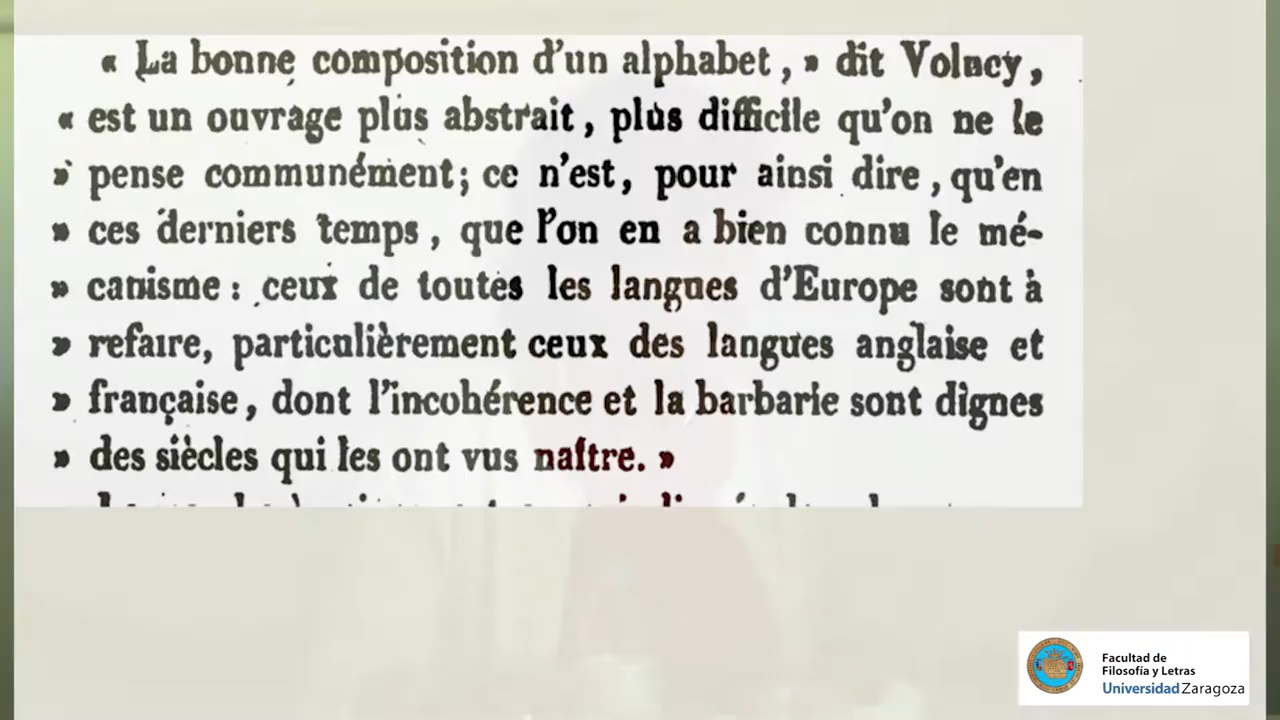 « La bonne composition d'un alphabet, » dit Volney,
« est un ouvrage plus abstrait, plus difficile qu'on ne le
» pense communément; ce n'est, pour ainsi dire, qu'en
» ces derniers temps, que l'on en a bien connu le mé-
» canisme : ceux de toutes les langues d'Europe sont à
» refaire, particulièrement ceux des langues anglaise et
» française, dont l'incohérence et la barbarie sont dignes
» des siècles qui les ont vus naître. »
Facultad de
Filosofía y Letras
Universidad Zaragoza